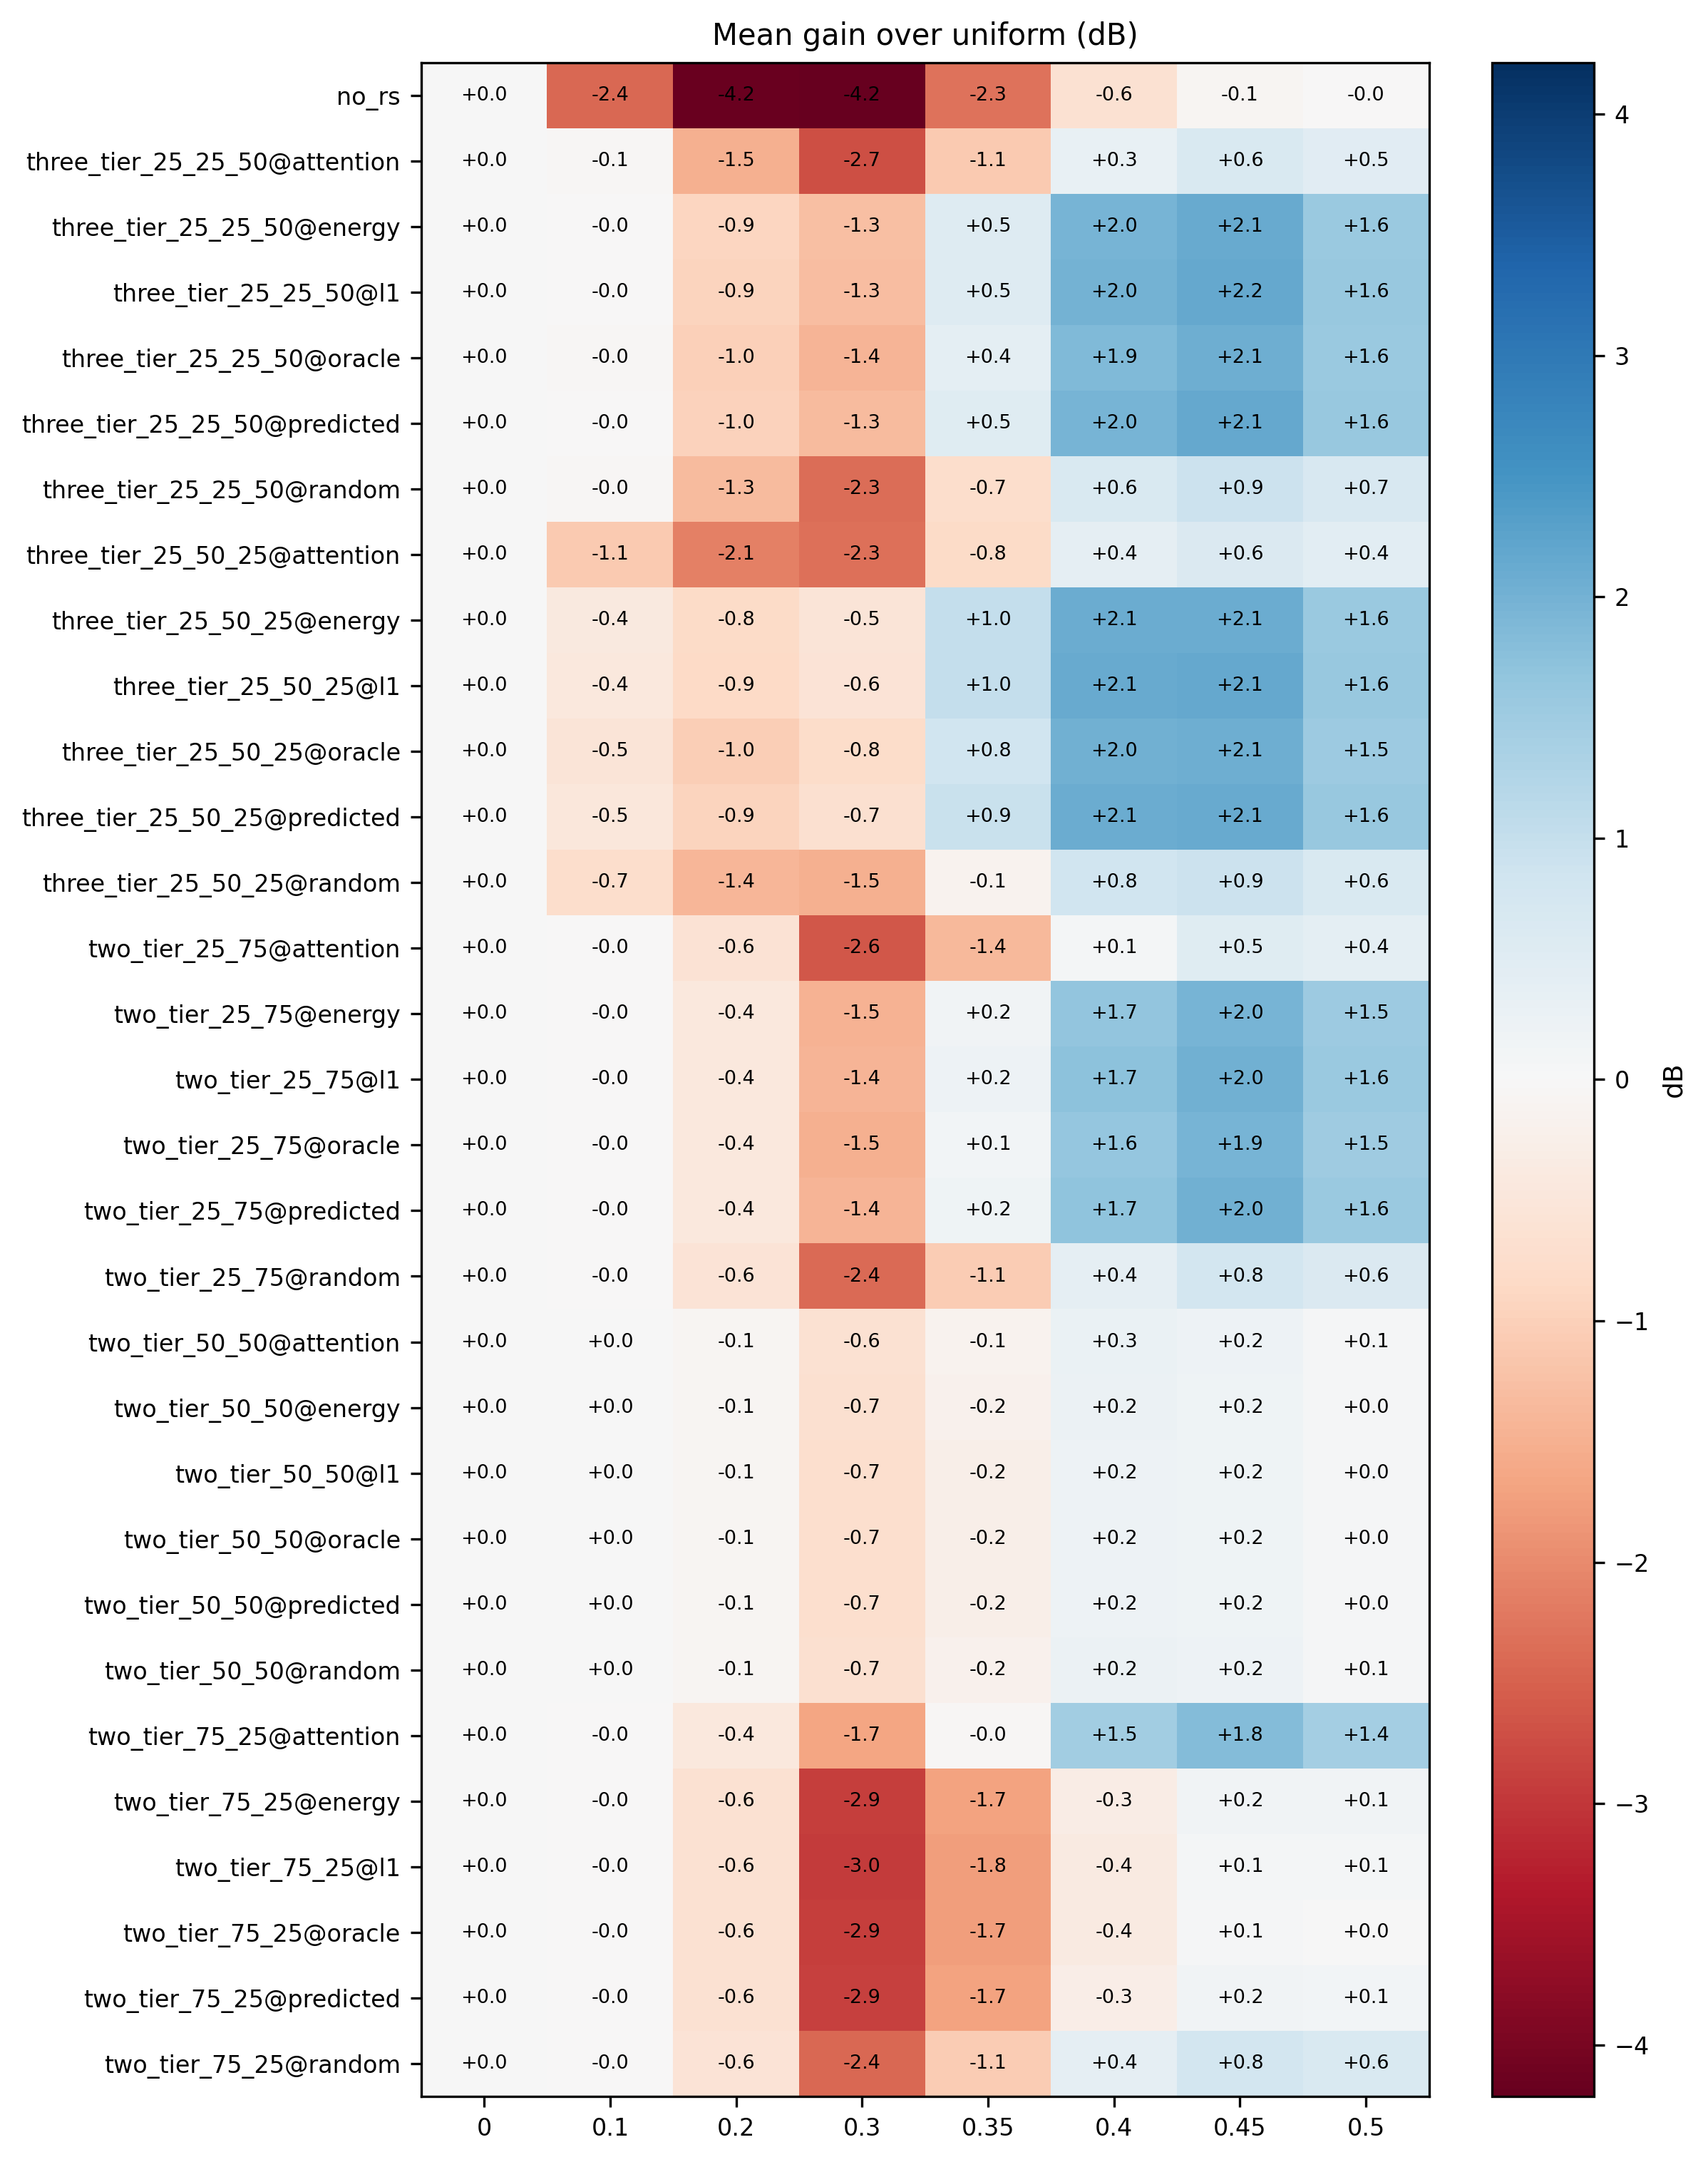 Mean gain over uniform (dB)
no_rs +0.0 -2.4 -4.2 -4.2 -2.3 -0.6 -0.1 -0.0
three_tier_25_25_50@attention +0.0 -0.1 -1.5 -2.7 -1.1 +0.3 +0.6 +0.5
three_tier_25_25_50@energy +0.0 -0.0 -0.9 -1.3 +0.5 +2.0 +2.1 +1.6
three_tier_25_25_50@l1 +0.0 -0.0 -0.9 -1.3 +0.5 +2.0 +2.2 +1.6
three_tier_25_25_50@oracle +0.0 -0.0 -1.0 -1.4 +0.4 +1.9 +2.1 +1.6
three_tier_25_25_50@predicted +0.0 -0.0 -1.0 -1.3 +0.5 +2.0 +2.1 +1.6
three_tier_25_25_50@random +0.0 -0.0 -1.3 -2.3 -0.7 +0.6 +0.9 +0.7
three_tier_25_50_25@attention +0.0 -1.1 -2.1 -2.3 -0.8 +0.4 +0.6 +0.4
three_tier_25_50_25@energy +0.0 -0.4 -0.8 -0.5 +1.0 +2.1 +2.1 +1.6
three_tier_25_50_25@l1 +0.0 -0.4 -0.9 -0.6 +1.0 +2.1 +2.1 +1.6
three_tier_25_50_25@oracle +0.0 -0.5 -1.0 -0.8 +0.8 +2.0 +2.1 +1.5
three_tier_25_50_25@predicted +0.0 -0.5 -0.9 -0.7 +0.9 +2.1 +2.1 +1.6
three_tier_25_50_25@random +0.0 -0.7 -1.4 -1.5 -0.1 +0.8 +0.9 +0.6
two_tier_25_75@attention +0.0 -0.0 -0.6 -2.6 -1.4 +0.1 +0.5 +0.4
two_tier_25_75@energy +0.0 -0.0 -0.4 -1.5 +0.2 +1.7 +2.0 +1.5
two_tier_25_75@l1 +0.0 -0.0 -0.4 -1.4 +0.2 +1.7 +2.0 +1.6
two_tier_25_75@oracle +0.0 -0.0 -0.4 -1.5 +0.1 +1.6 +1.9 +1.5
two_tier_25_75@predicted +0.0 -0.0 -0.4 -1.4 +0.2 +1.7 +2.0 +1.6
two_tier_25_75@random +0.0 -0.0 -0.6 -2.4 -1.1 +0.4 +0.8 +0.6
two_tier_50_50@attention +0.0 +0.0 -0.1 -0.6 -0.1 +0.3 +0.2 +0.1
two_tier_50_50@energy +0.0 +0.0 -0.1 -0.7 -0.2 +0.2 +0.2 +0.0
two_tier_50_50@l1 +0.0 +0.0 -0.1 -0.7 -0.2 +0.2 +0.2 +0.0
two_tier_50_50@oracle +0.0 +0.0 -0.1 -0.7 -0.2 +0.2 +0.2 +0.0
two_tier_50_50@predicted +0.0 +0.0 -0.1 -0.7 -0.2 +0.2 +0.2 +0.0
two_tier_50_50@random +0.0 +0.0 -0.1 -0.7 -0.2 +0.2 +0.2 +0.1
two_tier_75_25@attention +0.0 -0.0 -0.4 -1.7 -0.0 +1.5 +1.8 +1.4
two_tier_75_25@energy +0.0 -0.0 -0.6 -2.9 -1.7 -0.3 +0.2 +0.1
two_tier_75_25@l1 +0.0 -0.0 -0.6 -3.0 -1.8 -0.4 +0.1 +0.1
two_tier_75_25@oracle +0.0 -0.0 -0.6 -2.9 -1.7 -0.4 +0.1 +0.0
two_tier_75_25@predicted +0.0 -0.0 -0.6 -2.9 -1.7 -0.3 +0.2 +0.1
two_tier_75_25@random +0.0 -0.0 -0.6 -2.4 -1.1 +0.4 +0.8 +0.6
0 0.1 0.2 0.3 0.35 0.4 0.45 0.5
4
3
2
1
0
−1
−2
−3
−4
dB